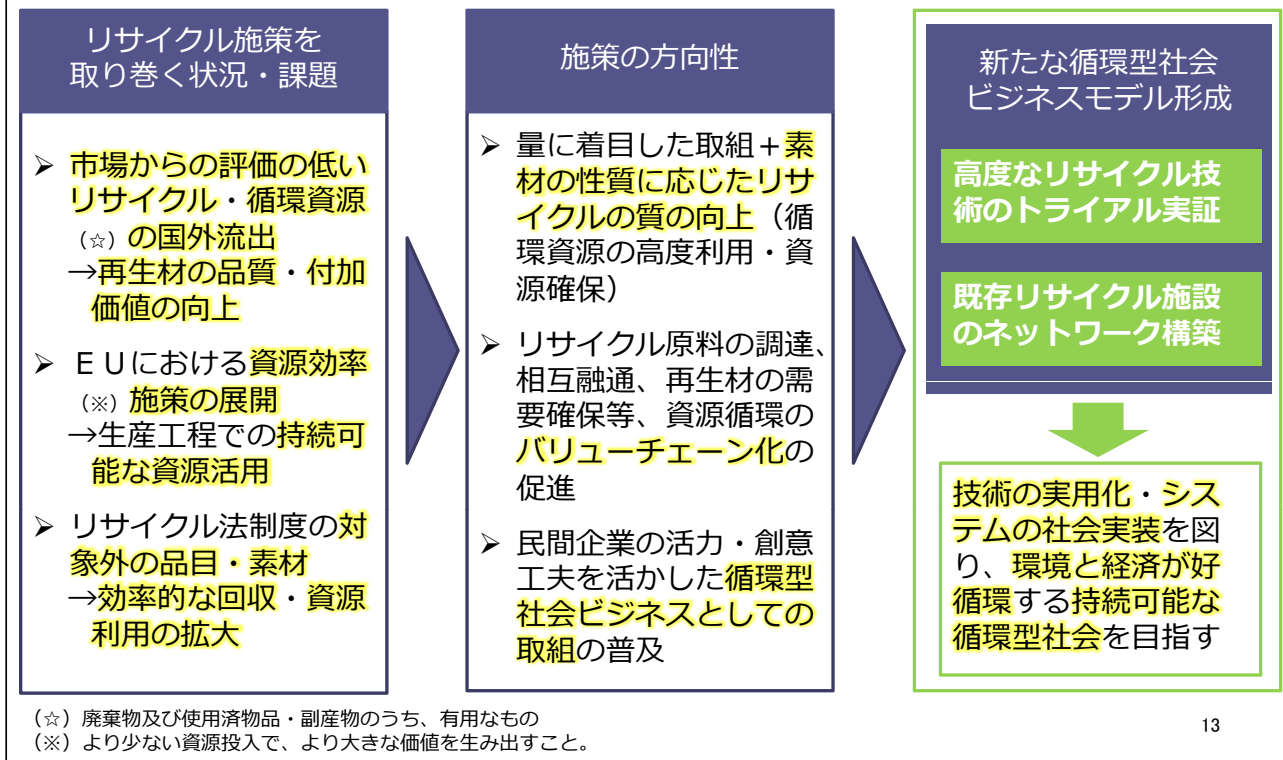 リサイクル施策を
取り巻く状況・課題
➢ 市場からの評価の低い
リサイクル・循環資源
（☆）の国外流出
→再生材の品質・付加
価値の向上
➢ ＥＵにおける資源効率
（※）施策の展開
→生産工程での持続可
能な資源活用
➢ リサイクル法制度の対
象外の品目・素材
→効率的な回収・資源
利用の拡大
施策の方向性
➢ 量に着目した取組＋素
材の性質に応じたリサ
イクルの質の向上（循
環資源の高度利用・資
源確保）
➢ リサイクル原料の調達、
相互融通、再生材の需
要確保等、資源循環の
バリューチェーン化の
促進
➢ 民間企業の活力・創意
工夫を活かした循環型
社会ビジネスとしての
取組の普及
新たな循環型社会
ビジネスモデル形成
高度なリサイクル技
術のトライアル実証
既存リサイクル施設
のネットワーク構築
技術の実用化・シス
テムの社会実装を図
り、環境と経済が好
循環する持続可能な
循環型社会を目指す
（☆）廃棄物及び使用済物品・副産物のうち、有用なもの
（※）より少ない資源投入で、より大きな価値を生み出すこと。
13